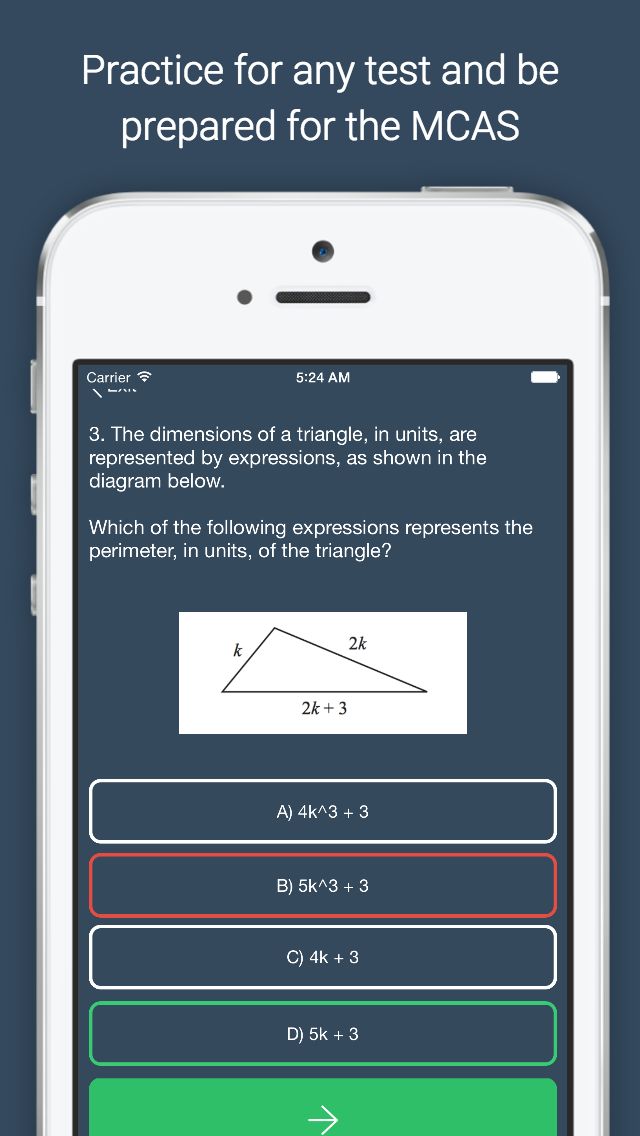 Practice for any test and be
prepared for the MCAS
Carrier
5:24 AM
3. The dimensions of a triangle, in units, are
represented by expressions, as shown in the
diagram below.
Which of the following expressions represents the
perimeter, in units, of the triangle?
k
2k
2k + 3
A) 4k^3 + 3
B) 5k^3 + 3
C) 4k + 3
D) 5k + 3